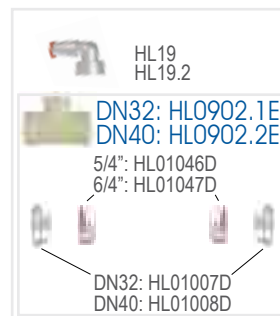 HL19
HL19.2
DN32: HL0902.1E
DN40: HL0902.2E
5/4": HL01046D
6/4": HL01047D
DN32: HL01007D
DN40: HL01008D